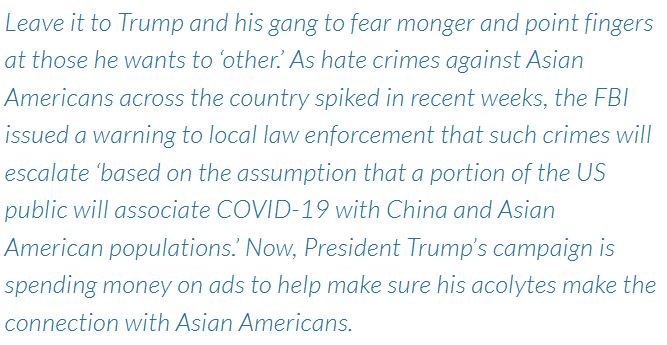 Leave it to Trump and his gang to fear monger and point fingers
at those he wants to ‘other.’ As hate crimes against Asian
Americans across the country spiked in recent weeks, the FBI
issued a warning to local law enforcement that such crimes will
escalate ‘based on the assumption that a portion of the US
public will associate COVID-19 with China and Asian
American populations.’ Now, President Trump’s campaign is
spending money on ads to help make sure his acolytes make the
connection with Asian Americans.